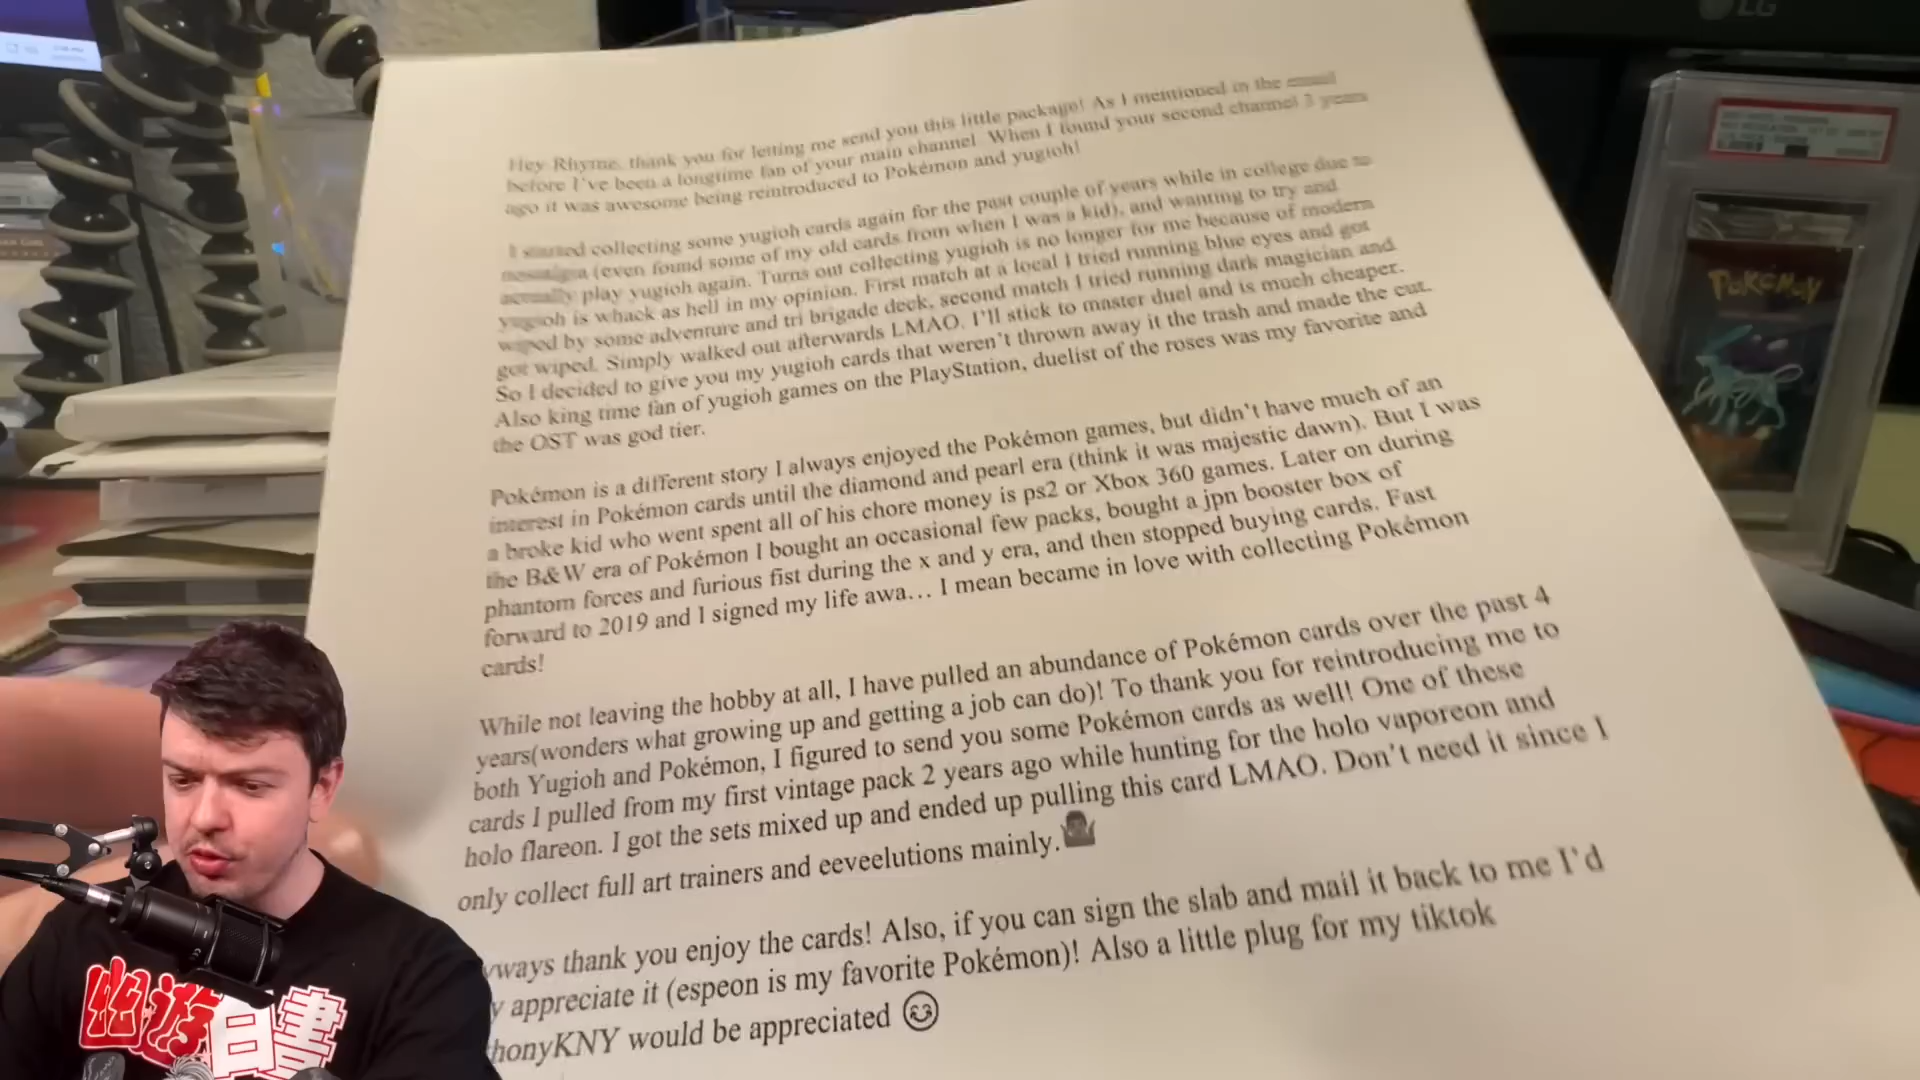 LG
Hey Rhyme, thank you for letting me send you this little package! As I mentioned in the email
before I've been a longtime fan of your main channel. When I found your second channel 3 years
ago it was awesome being reintroduced to Pokémon and yugioh!
I started collecting some yugioh cards again for the past couple of years while in college due to
nostalgia (even found some of my old cards from when I was a kid), and wanting to try and
actually play yugioh again. Turns out collecting yugioh is no longer for me because of modern
yugioh is whack as hell in my opinion. First match at a local I tried running blue eyes and got
wiped by some adventure and tri brigade deck, second match I tried running dark magician and
got wiped. Simply walked out afterwards LMAO. I'll stick to master duel and is much cheaper.
So I decided to give you my yugioh cards that weren't thrown away it the trash and made the cut.
Also king time fan of yugioh games on the PlayStation, duelist of the roses was my favorite and
the OST was god tier.
Pokémon is a different story I always enjoyed the Pokémon games, but didn't have much of an
interest in Pokémon cards until the diamond and pearl era (think it was majestic dawn). But I was
a broke kid who went spent all of his chore money is ps2 or Xbox 360 games. Later on during
the B&W era of Pokémon I bought an occasional few packs, bought a jpn booster box of
phantom forces and furious fist during the x and y era, and then stopped buying cards. Fast
forward to 2019 and I signed my life awa… I mean became in love with collecting Pokémon
cards!
While not leaving the hobby at all, I have pulled an abundance of Pokémon cards over the past 4
years(wonders what growing up and getting a job can do)! To thank you for reintroducing me to
both Yugioh and Pokémon, I figured to send you some Pokémon cards as well! One of these
cards I pulled from my first vintage pack 2 years ago while hunting for the holo vaporeon and
holo flareon. I got the sets mixed up and ended up pulling this card LMAO. Don't need it since I
only collect full art trainers and eeveelutions mainly.
yways thank you enjoy the cards! Also, if you can sign the slab and mail it back to me I'd
y appreciate it (espeon is my favorite Pokémon)! Also a little plug for my tiktok
honyKNY would be appreciated
POKéMON
幽遊白書